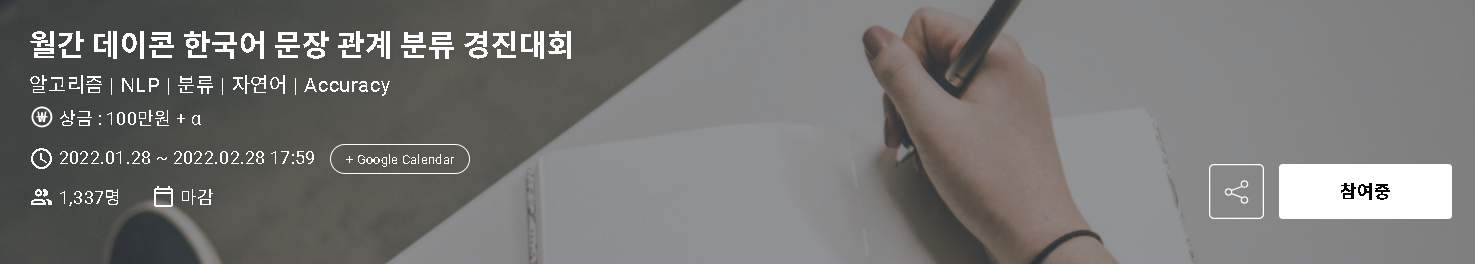 월간 데이콘 한국어 문장 관계 분류 경진대회
알고리즘 | NLP | 분류 | 자연어 | Accuracy
₩ 상금 : 100만원 + α
2022.01.28 ~ 2022.02.28 17:59 + Google Calendar
1,337명 마감
참여중